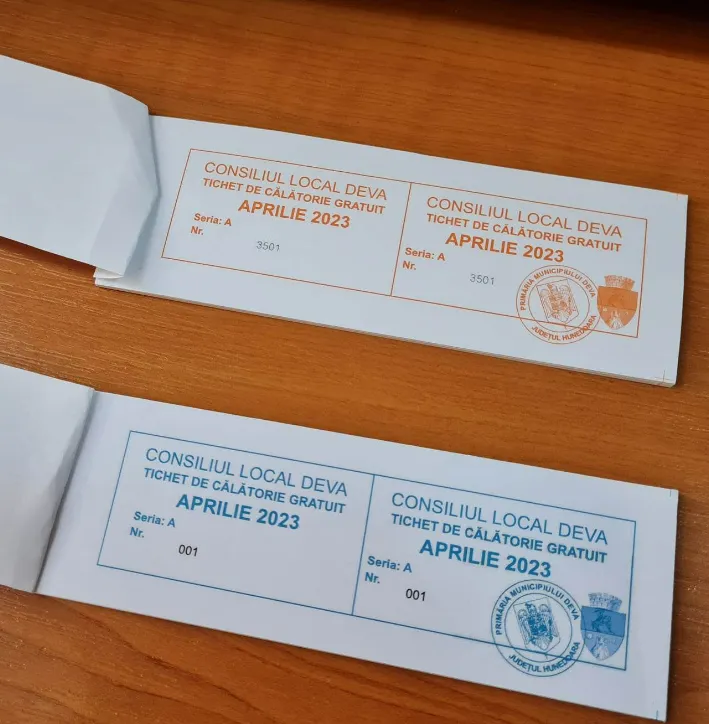 CONSILIUL LOCAL DEVA
TICHET DE CĂLĂTORIE GRATUIT
APRILIE 2023
Seria: A
Nr.
3501
CONSILIUL LOCAL DEVA
TICHET DE CĂLĂTORIE GRATUIT
APRILIE 2023
Seria: A
Nr.
3501
PRIMĂRIA MUNICIPIULUI DEVA
JUDEȚUL HUNEDOARA
CONSILIUL LOCAL DEVA
TICHET DE CĂLĂTORIE GRATUIT
APRILIE 2023
Seria: A
Nr.
001
CONSILIUL LOCAL DEVA
TICHET DE CĂLĂTORIE GRATUIT
APRILIE 2023
Seria: A
Nr.
001
PRIMĂRIA MUNICIPIULUI DEVA
JUDEȚUL HUNEDOARA